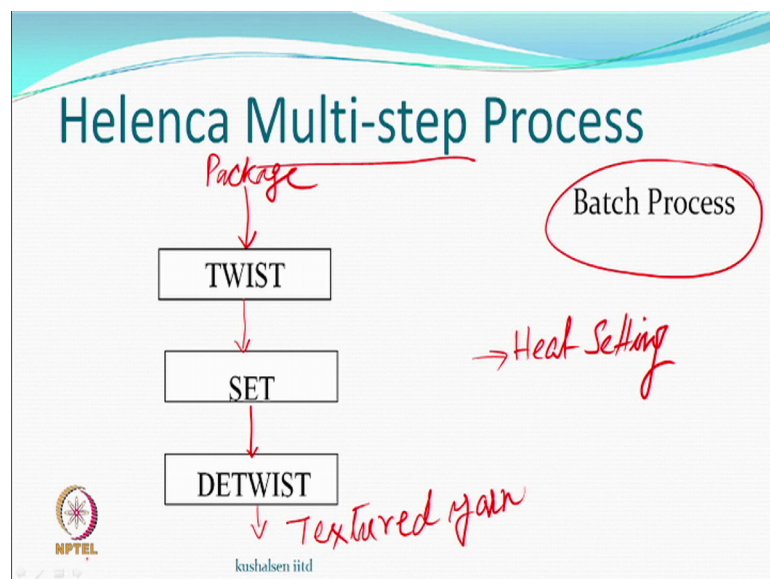 Helenca Multi-step Process
Package
Batch Process
TWIST
→ Heat Setting
SET
DETWIST
Textured yarn
NPTEL
kushalsen iitd